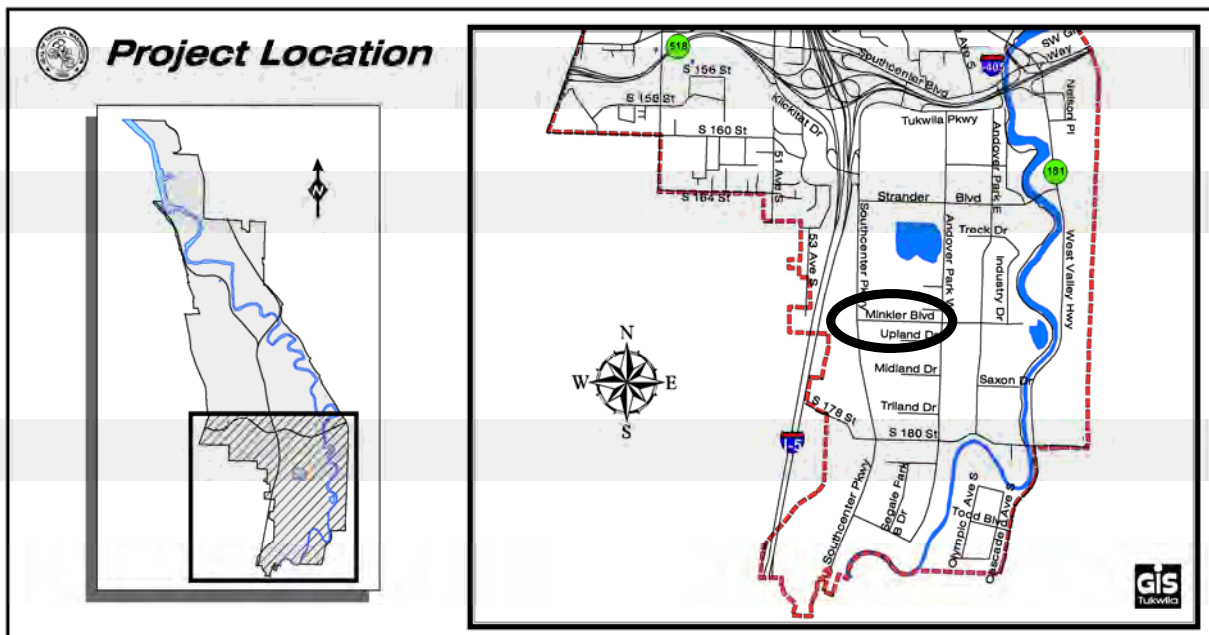 Project Location
N
518
S 156 St
S 158 St
S 160 St
S 164 St
Klickitat Dr
51 Ave S
53 Ave S
Southcenter Blvd
Ave S
I-405
SW G
Way
Nelson Pl
Tukwila Pkwy
Andover Park E
181
Strander Blvd
Treck Dr
Southcenter Pkwy
Andover Park W
Industry Dr
West Valley Hwy
Minkler Blvd
Upland Dr
Midland Dr
Saxon Dr
Triland Dr
S 178 St
S 180 St
I-5
N
W
E
S
Southcenter Pkwy
Segale Park
B Dr
Olympic Ave S
Todd Blv
Cascade Ave S
GIS
Tukwila